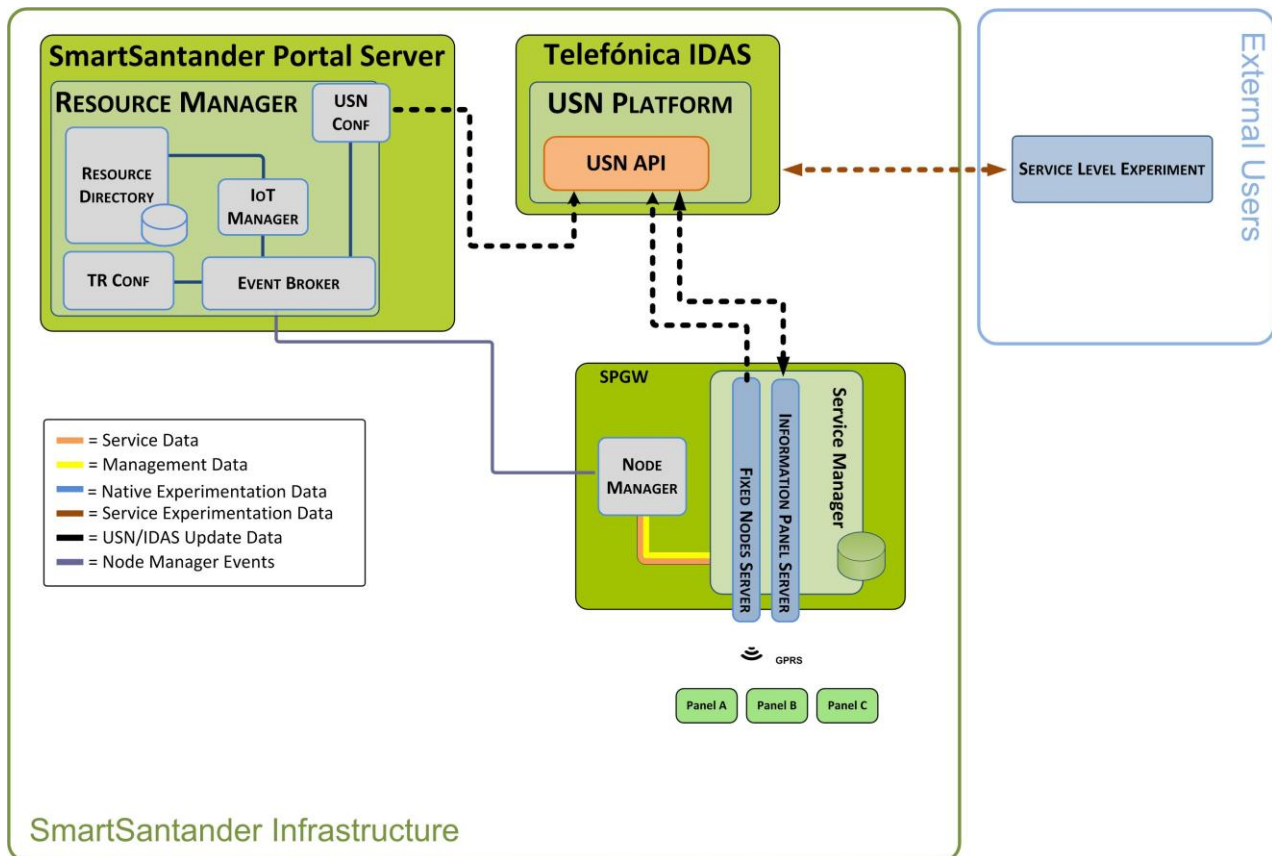 SmartSantander Portal Server
RESOURCE MANAGER
USN
CONF
RESOURCE
DIRECTORY
IOT
MANAGER
TR CONF
EVENT BROKER
Telefónica IDAS
USN PLATFORM
USN API
External Users
SERVICE LEVEL EXPERIMENT
SPGW
NODE
MANAGER
FIXED NODES SERVER
INFORMATION PANEL SERVER
Service Manager
= Service Data
= Management Data
= Native Experimentation Data
= Service Experimentation Data
= USN/IDAS Update Data
= Node Manager Events
GPRS
Panel A
Panel B
Panel C
SmartSantander Infrastructure